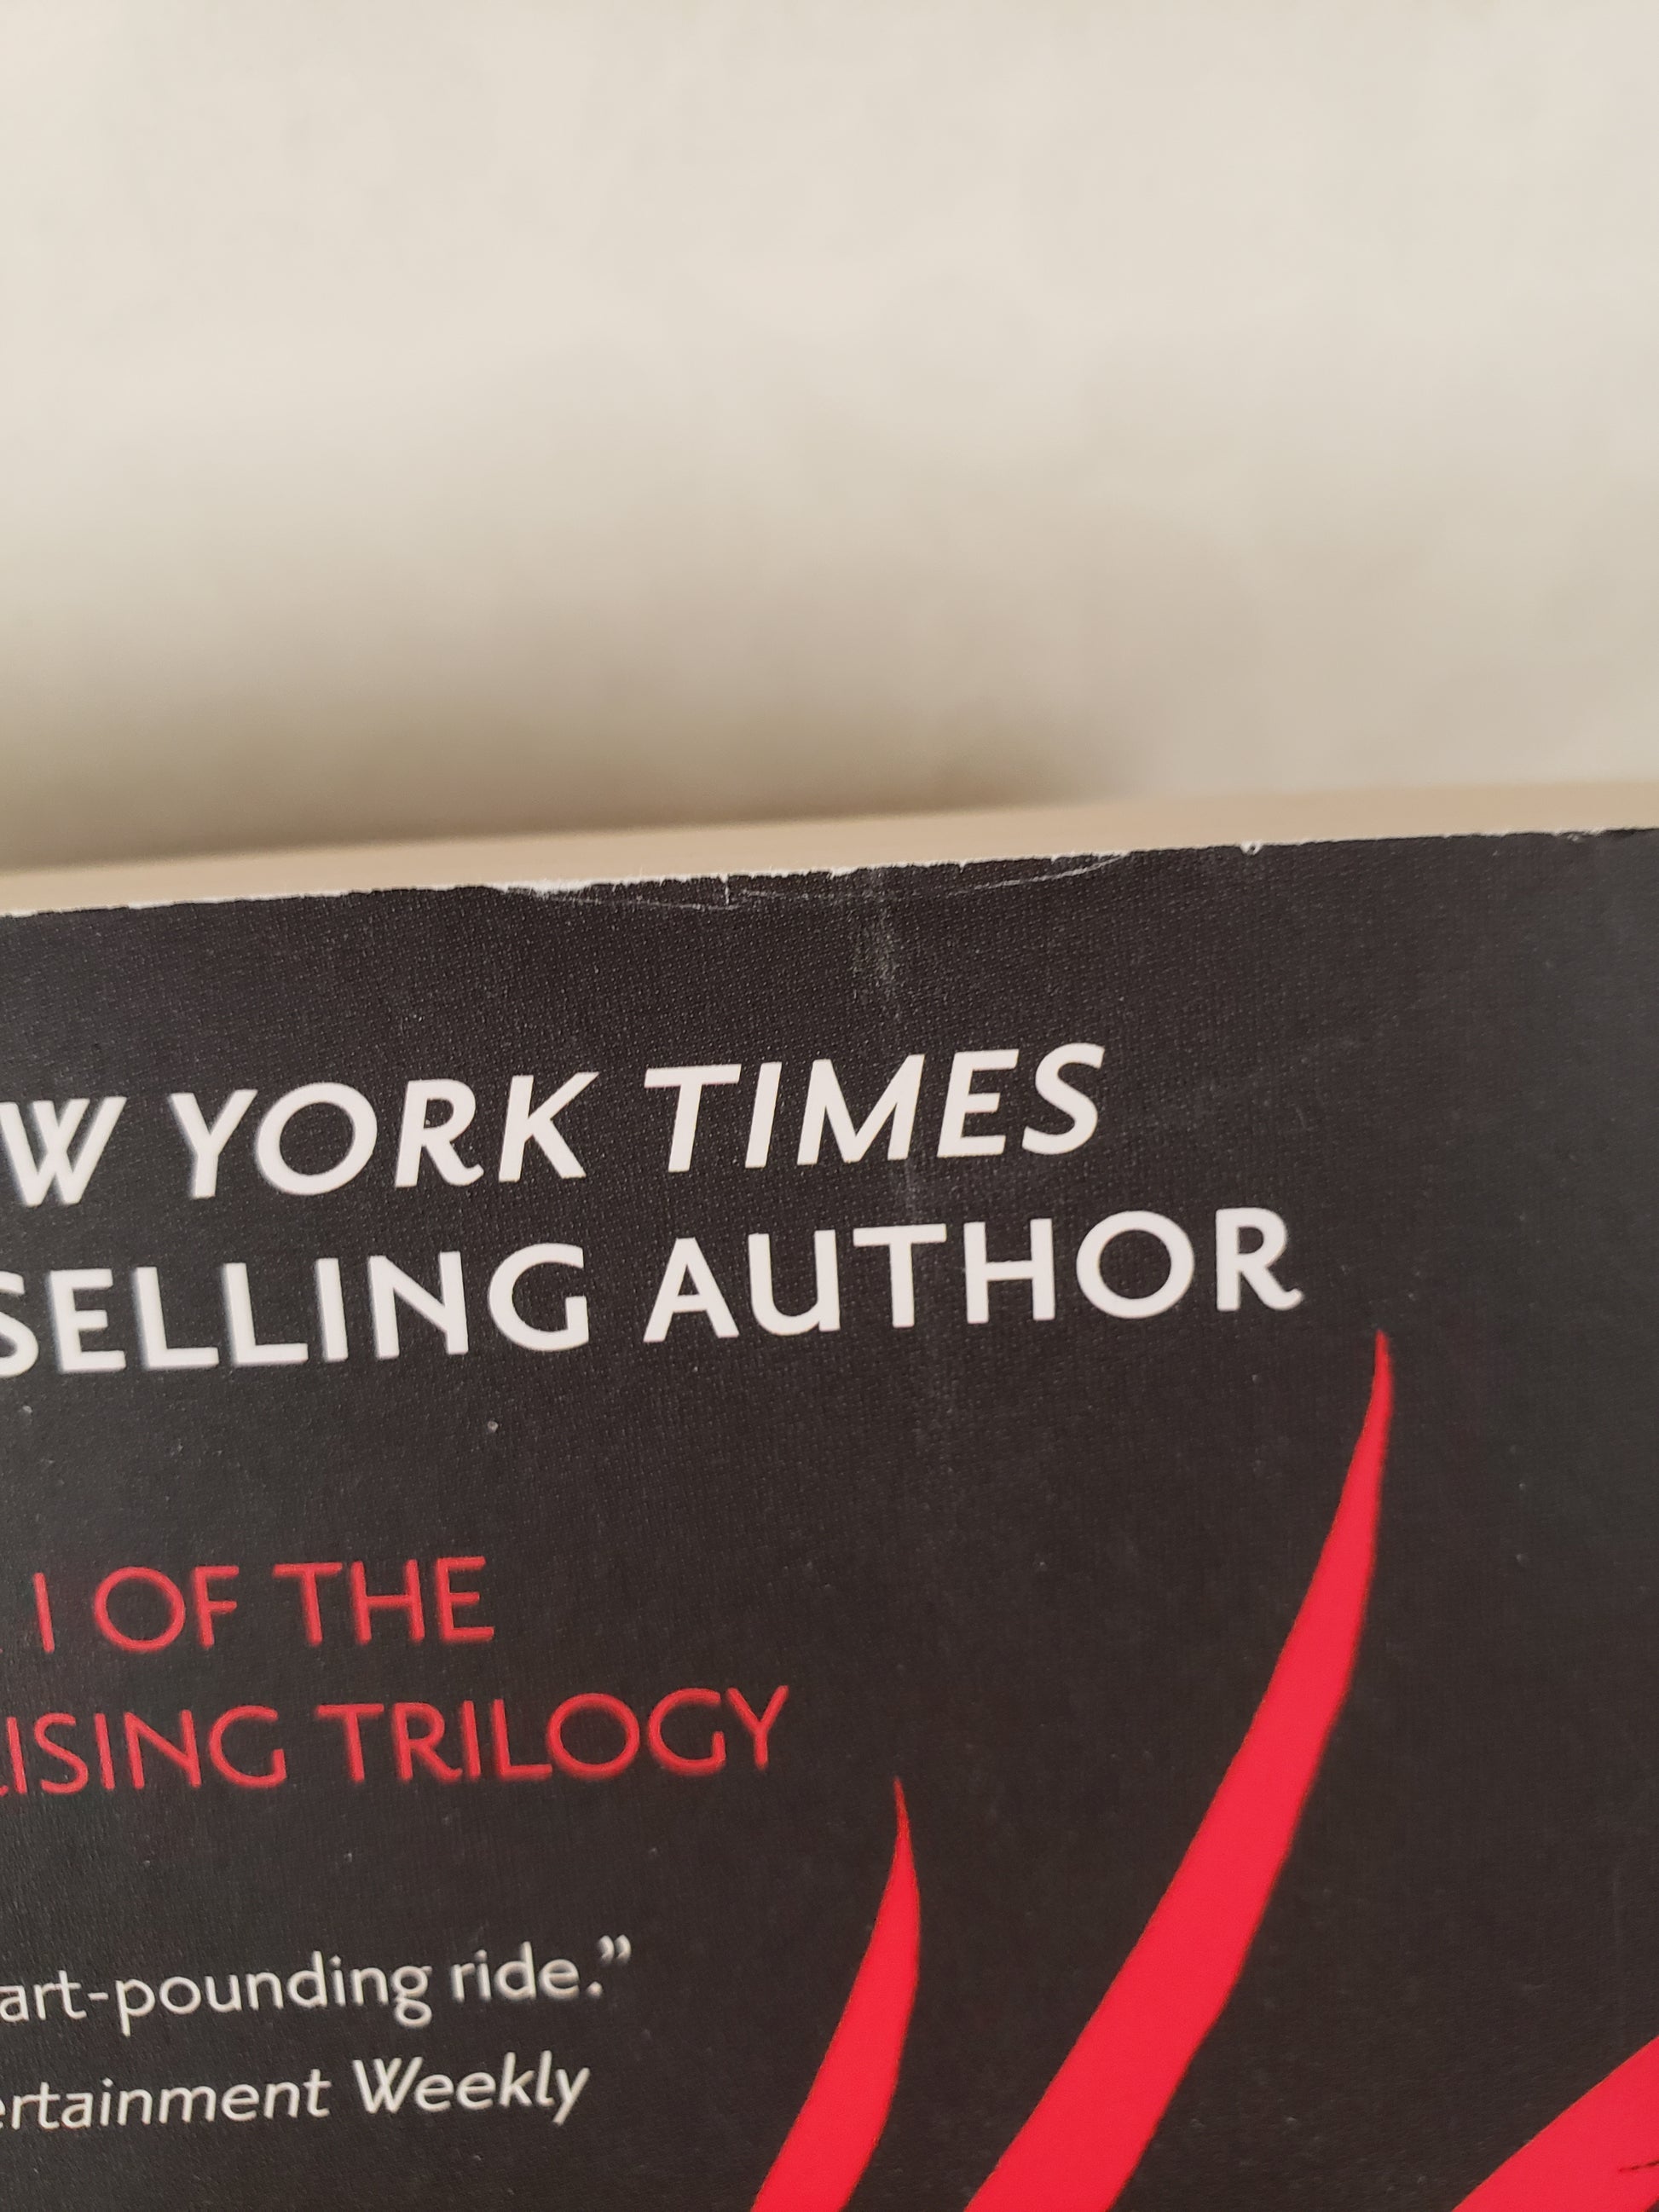 W YORK TIMES
SELLING AUTHOR
I OF THE
ISING TRILOGY
art-pounding ride.”
ertainment Weekly